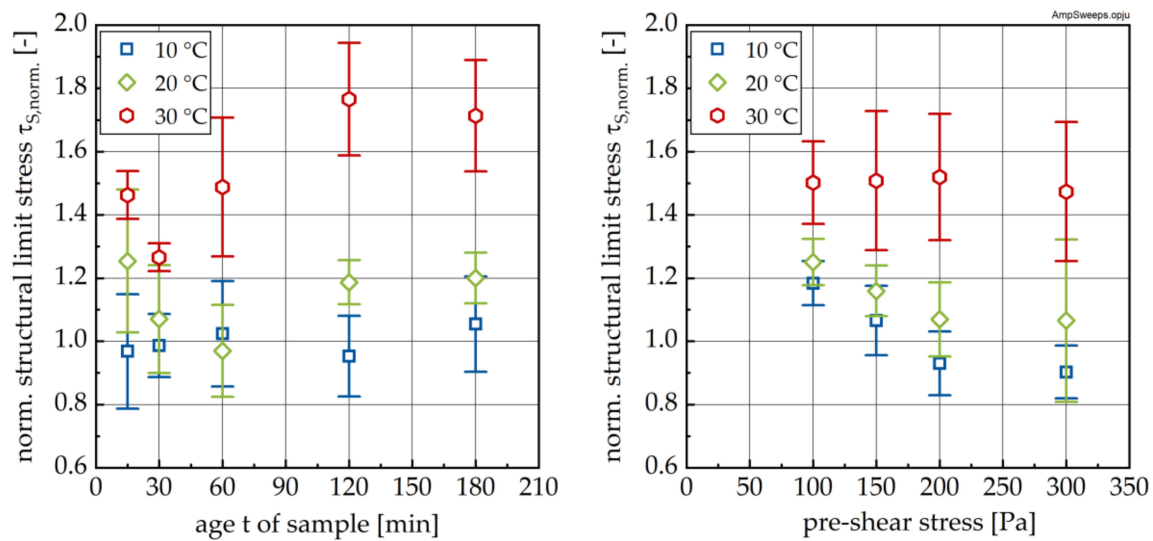 AmpSweeps.opju
norm. structural limit stress τS,norm. [-]
2.0
1.8
1.6
1.4
1.2
1.0
0.8
0.6
10 °C
20 °C
30 °C
0 30 60 90 120 150 180 210
age t of sample [min]
norm. structural limit stress τS,norm. [-]
2.0
1.8
1.6
1.4
1.2
1.0
0.8
0.6
10 °C
20 °C
30 °C
0 50 100 150 200 250 300 350
pre-shear stress [Pa]